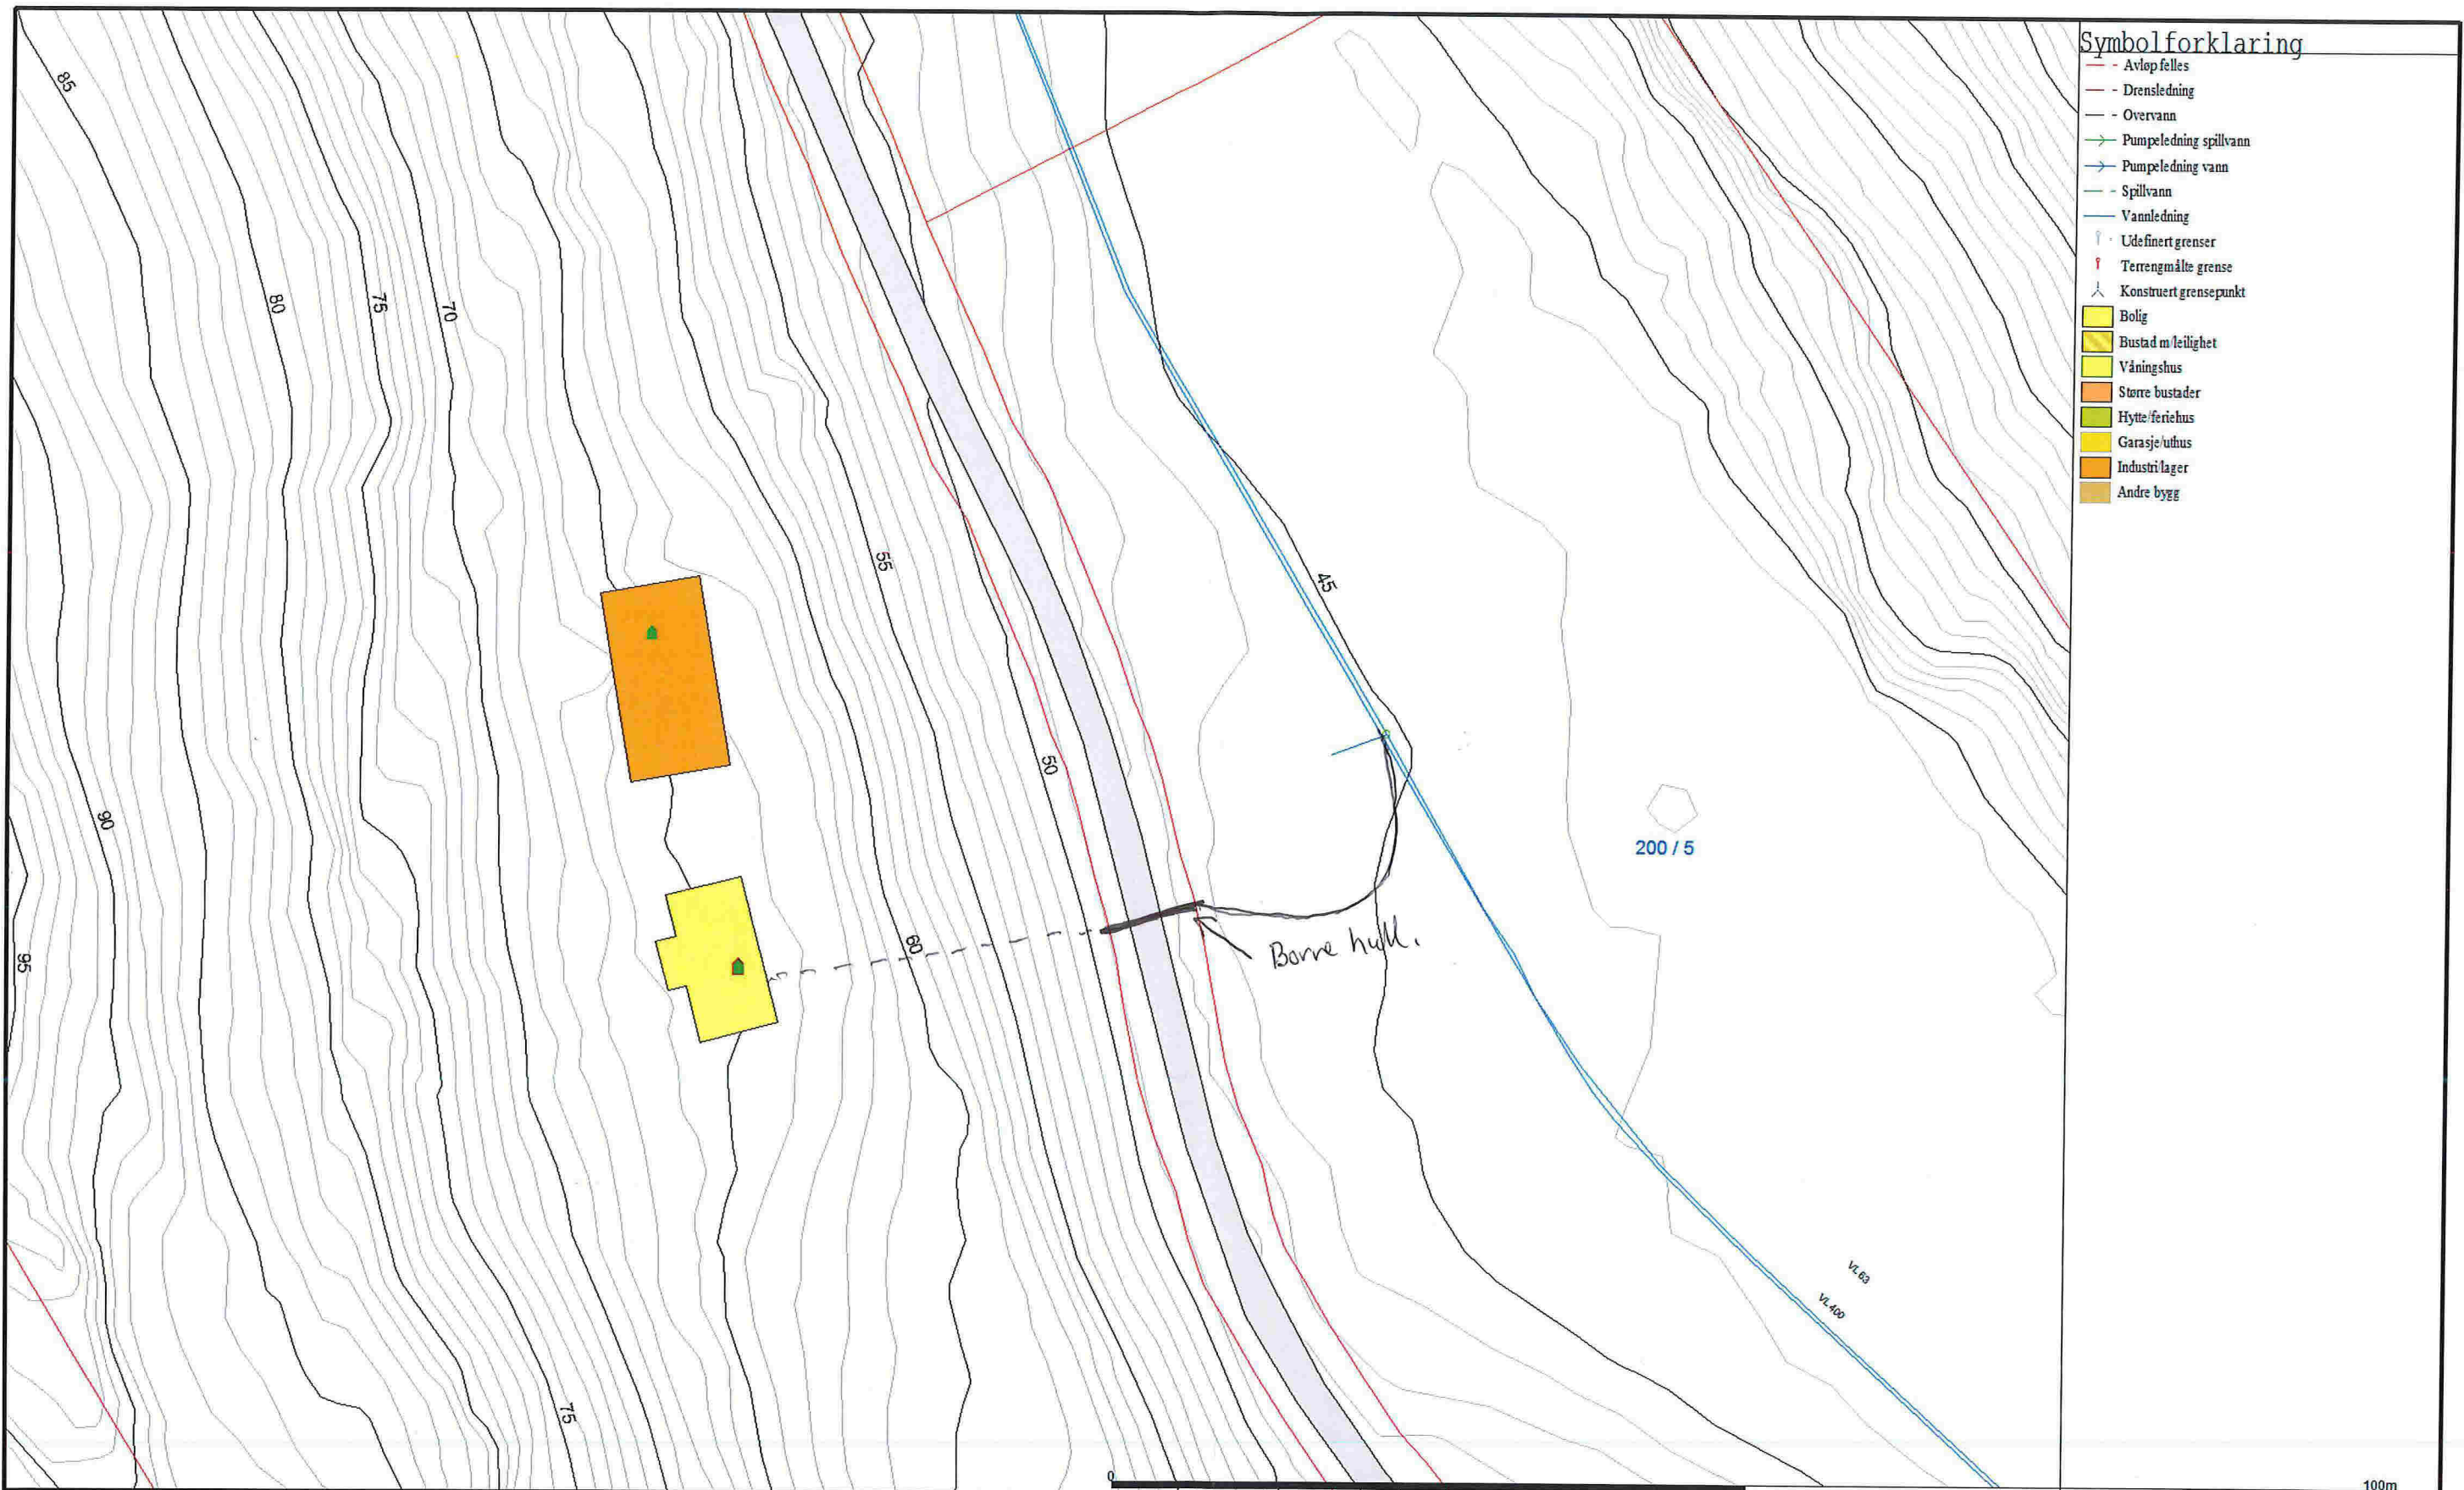 Symbolforklaring
Avløp felles
Drensledning
Overvann
Pumpeledning spillvann
Pumpeledning vann
Spillvann
Vannledning
Udefinert grenser
Terrengmålte grense
Konstruert grensepunkt
Bolig
Bustad m/leilighet
Våningshus
Større bustader
Hytte/feriehus
Garasje/uthus
Industri/lager
Andre bygg
85
80
75
70
55
45
50
90
200 / 5
60
95
Borre hull.
VL63
VL400
75
0
100m